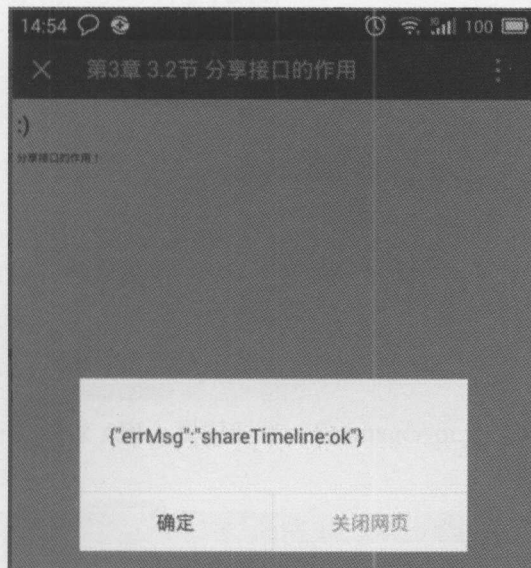 14:54 100
第3章 3.2节 分享接口的作用
:)
分享接口的作用！
{"errMsg":"shareTimeline:ok"}
确定 关闭网页